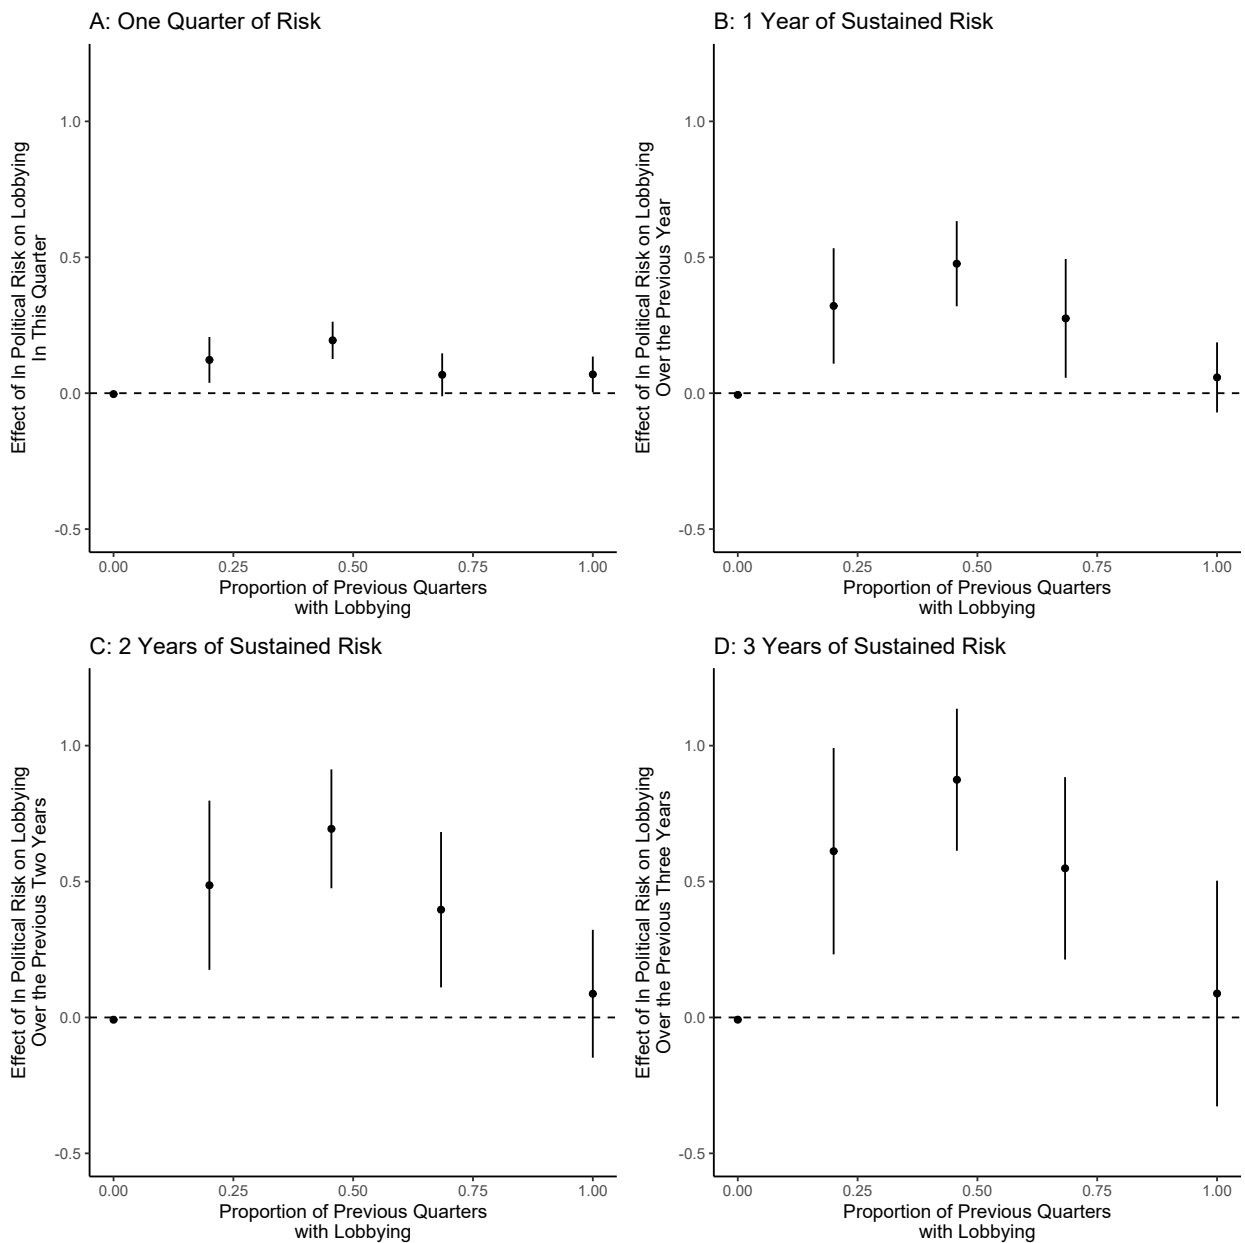 A: One Quarter of Risk
Effect of ln Political Risk on Lobbying
In This Quarter
1.0
0.5
0.0
-0.5
0.00 0.25 0.50 0.75 1.00
Proportion of Previous Quarters
with Lobbying
B: 1 Year of Sustained Risk
Effect of ln Political Risk on Lobbying
Over the Previous Year
1.0
0.5
0.0
-0.5
0.00 0.25 0.50 0.75 1.00
Proportion of Previous Quarters
with Lobbying
C: 2 Years of Sustained Risk
Effect of ln Political Risk on Lobbying
Over the Previous Two Years
1.0
0.5
0.0
-0.5
0.00 0.25 0.50 0.75 1.00
Proportion of Previous Quarters
with Lobbying
D: 3 Years of Sustained Risk
Effect of ln Political Risk on Lobbying
Over the Previous Three Years
1.0
0.5
0.0
-0.5
0.00 0.25 0.50 0.75 1.00
Proportion of Previous Quarters
with Lobbying